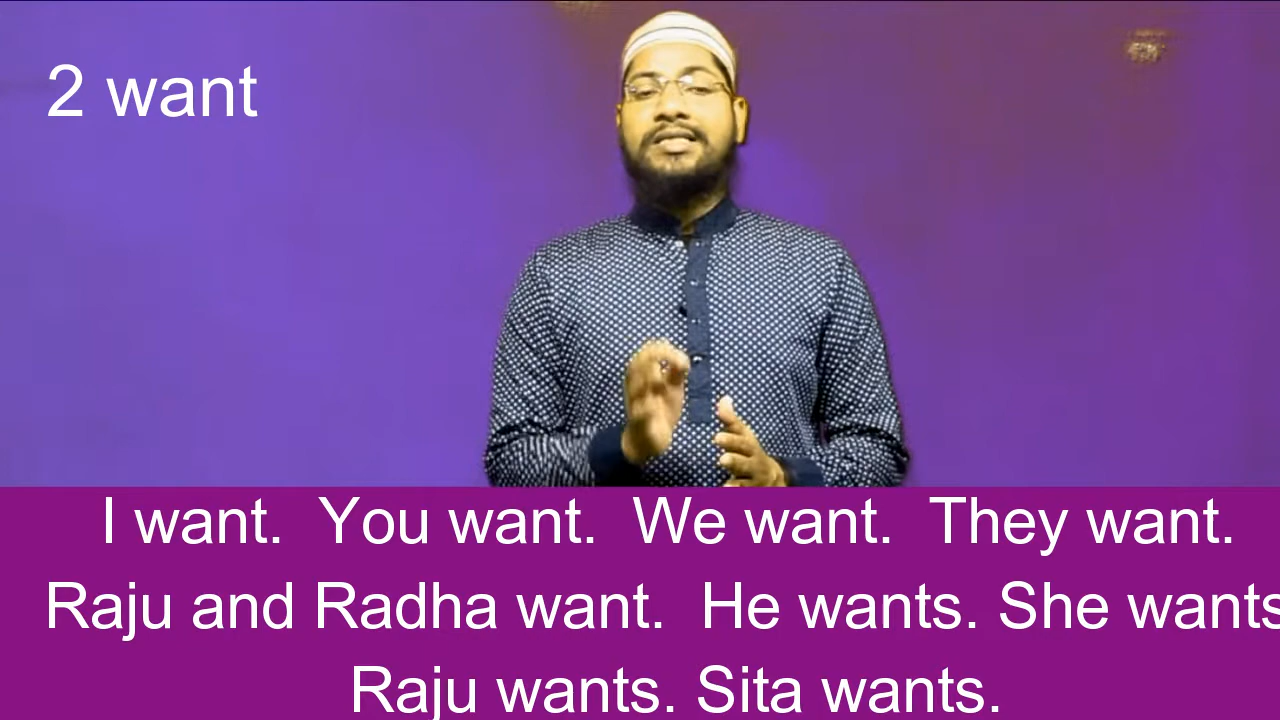 2 want
I want. You want. We want. They want.
Raju and Radha want. He wants. She wants
Raju wants. Sita wants.